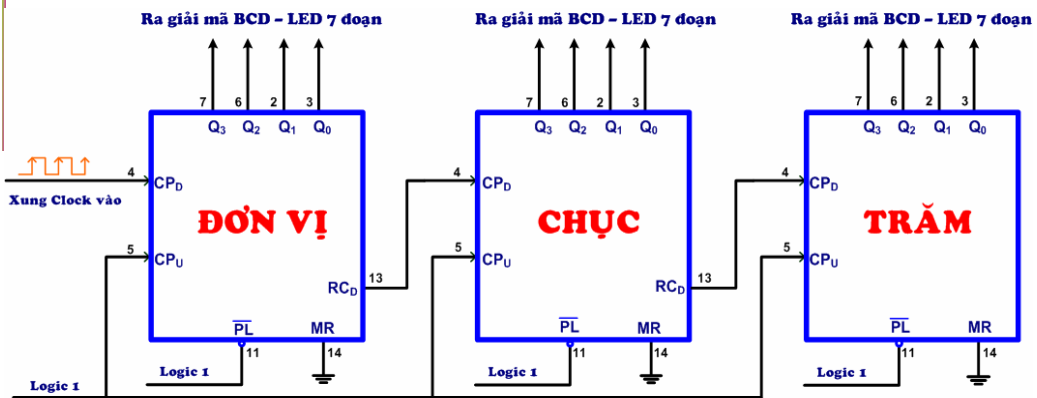 Ra giải mã BCD – LED 7 đoạn
Ra giải mã BCD – LED 7 đoạn
Ra giải mã BCD – LED 7 đoạn
7 6 2 3
7 6 2 3
7 6 2 3
Q3 Q2 Q1 Q0
Q3 Q2 Q1 Q0
Q3 Q2 Q1 Q0
4 CPD
4 CPD
4 CPD
Xung Clock vào
ĐƠN VỊ
CHỤC
TRĂM
5 CPU
5 CPU
5 CPU
RCD 13
RCD 13
PL MR
PL MR
PL MR
11 14
11 14
11 14
Logic 1
Logic 1
Logic 1
Logic 1